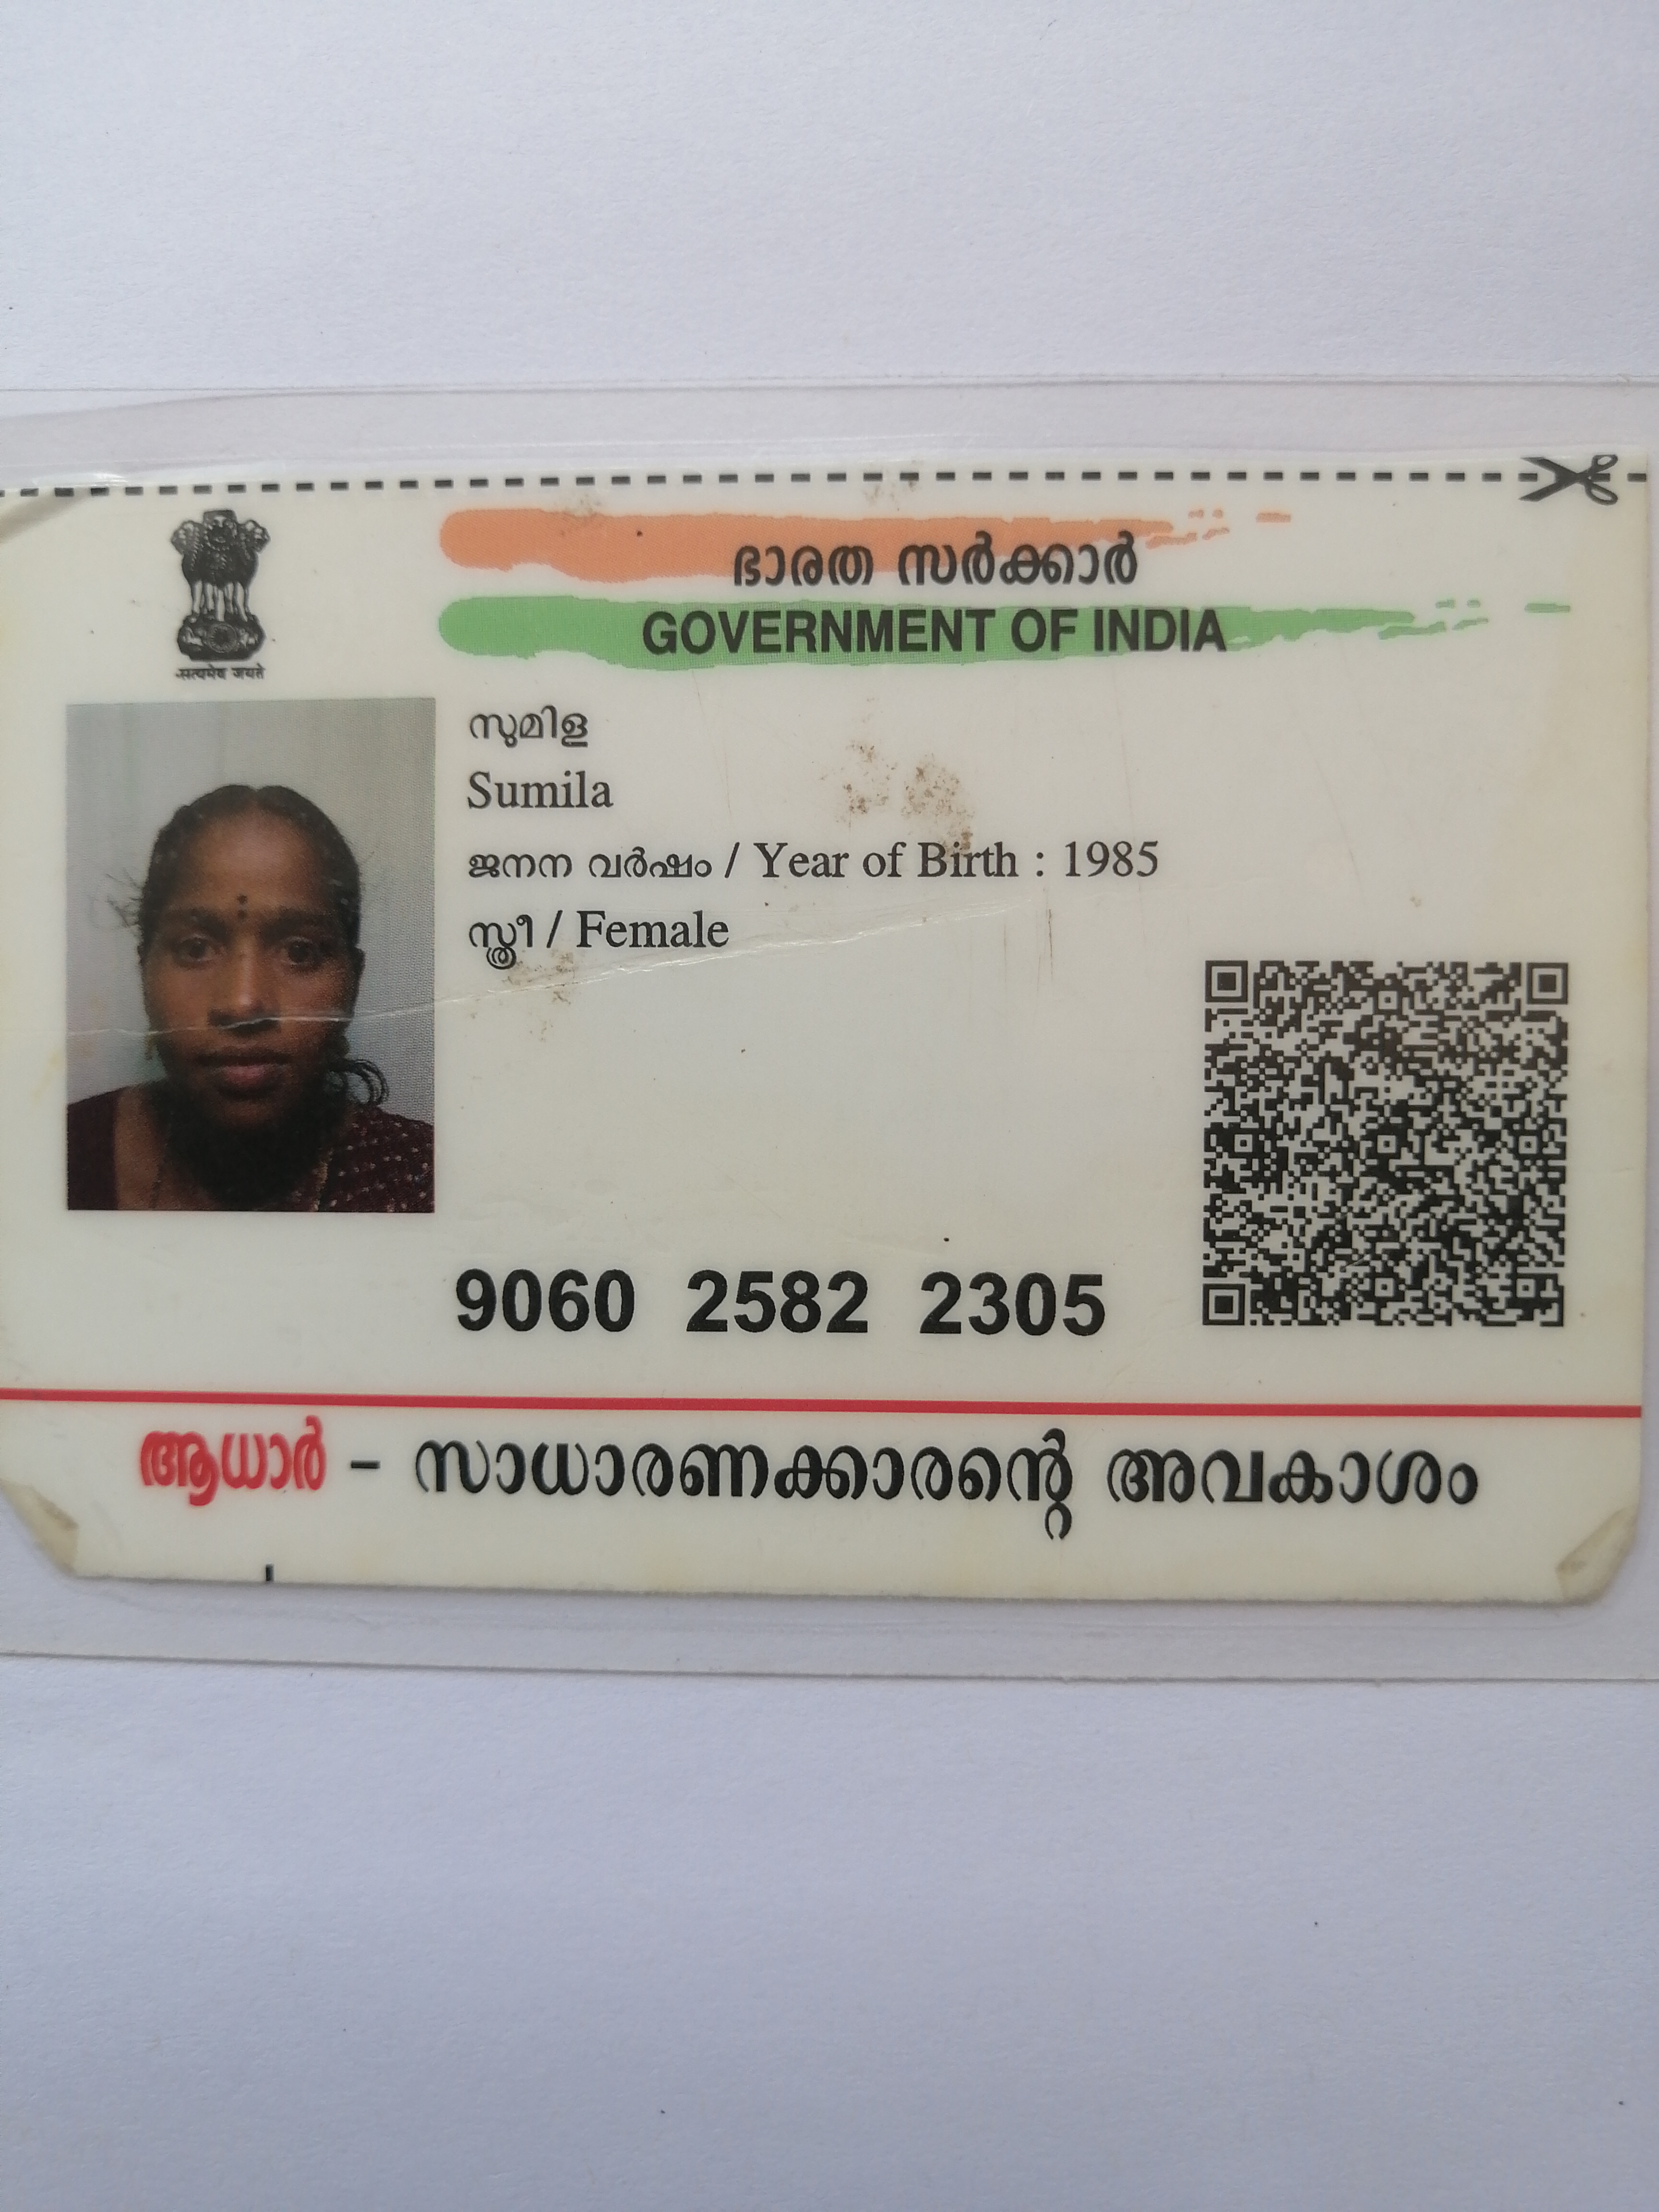 ഭാരത സർക്കാർ
GOVERNMENT OF INDIA
सत्यमेव जयते
സുമിള
Sumila
ജനന വർഷം / Year of Birth : 1985
സ്ത്രീ / Female
9060 2582 2305
ആധാർ - സാധാരണക്കാരന്റെ അവകാശം